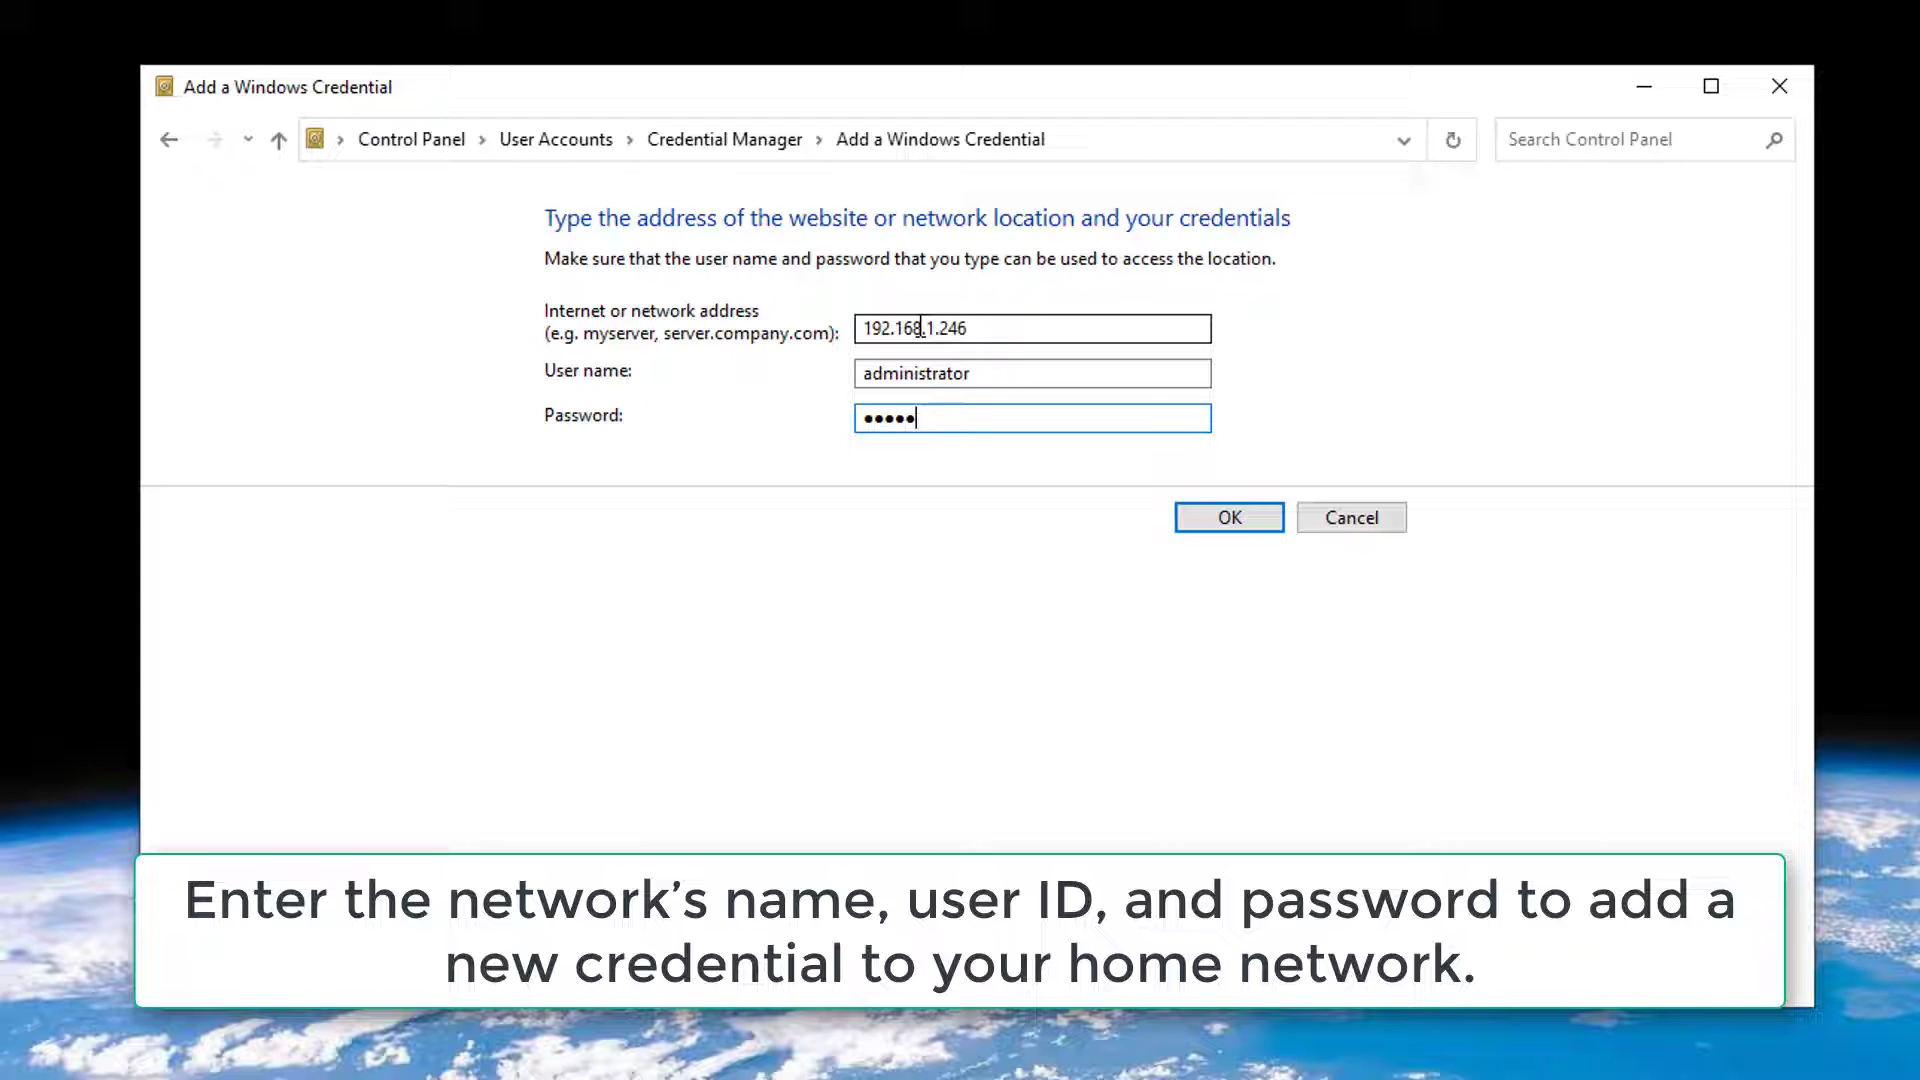 Add a Windows Credential
Control Panel > User Accounts > Credential Manager > Add a Windows Credential
Search Control Panel
Type the address of the website or network location and your credentials
Make sure that the user name and password that you type can be used to access the location.
Internet or network address
(e.g. myserver, server.company.com):
192.168.1.246
User name:
administrator
Password:
●●●●●
OK
Cancel
Enter the network’s name, user ID, and password to add a
new credential to your home network.